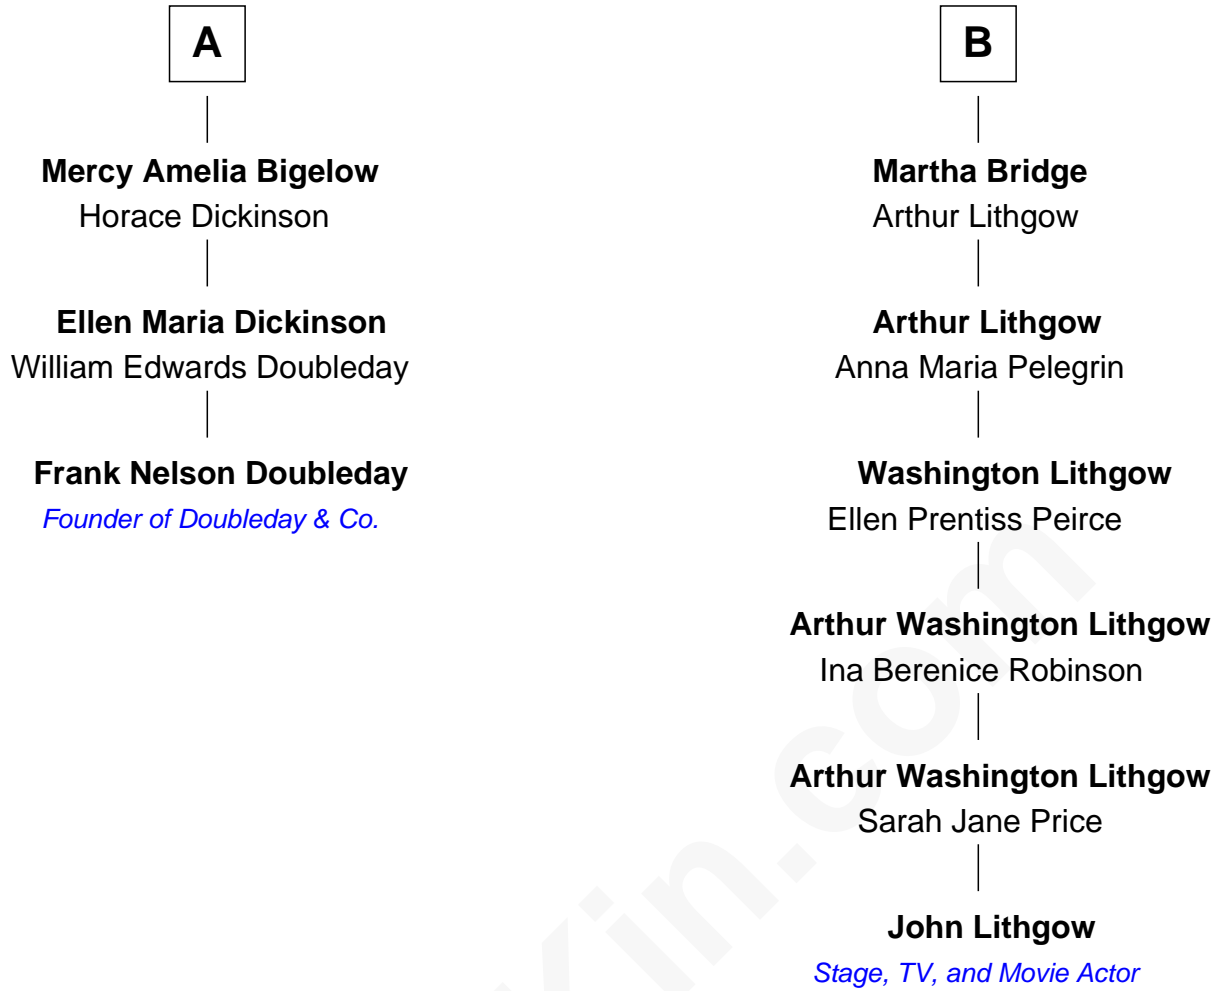 A
Mercy Amelia Bigelow
Horace Dickinson
Ellen Maria Dickinson
William Edwards Doubleday
Frank Nelson Doubleday
Founder of Doubleday & Co.
B
Martha Bridge
Arthur Lithgow
Arthur Lithgow
Anna Maria Pelegrin
Washington Lithgow
Ellen Prentiss Peirce
Arthur Washington Lithgow
Ina Berenice Robinson
Arthur Washington Lithgow
Sarah Jane Price
John Lithgow
Stage, TV, and Movie Actor